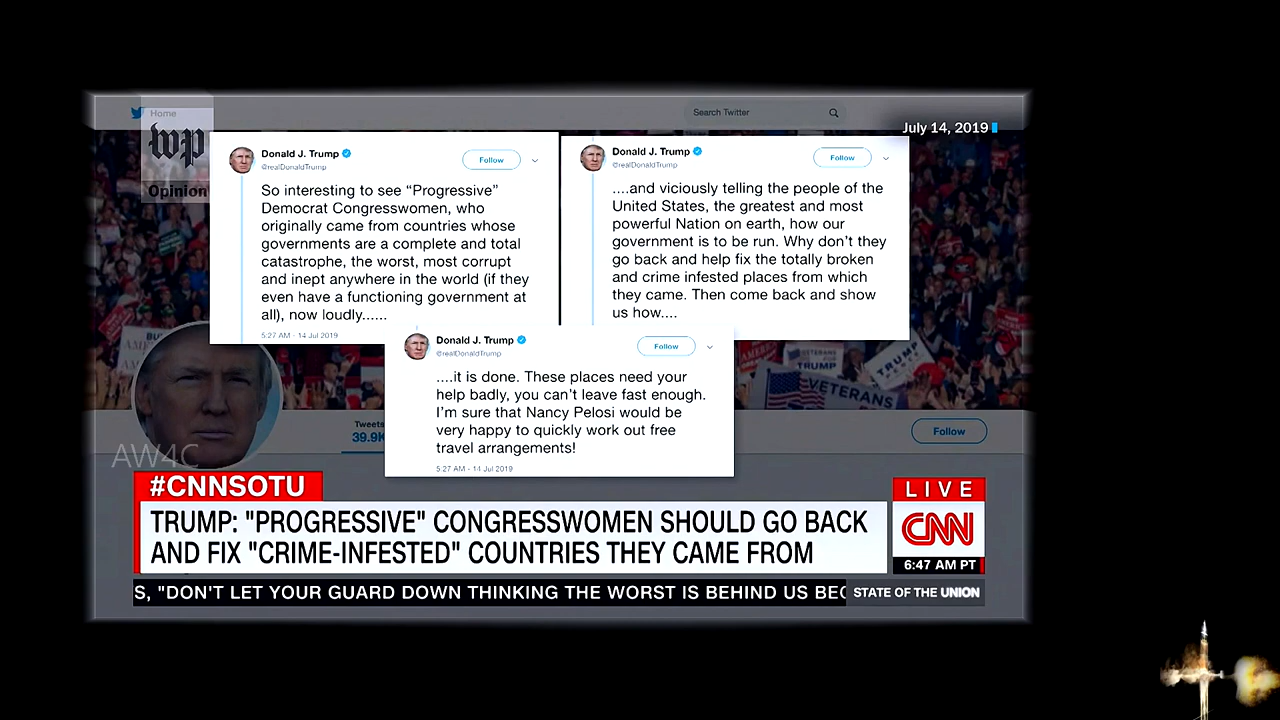 Home
Search Twitter
July 14, 2019
wp
Opinion
Donald J. Trump
@realDonaldTrump
Follow
So interesting to see “Progressive”
Democrat Congresswomen, who
originally came from countries whose
governments are a complete and total
catastrophe, the worst, most corrupt
and inept anywhere in the world (if they
even have a functioning government at
all), now loudly......
5:27 AM - 14 Jul 2019
Donald J. Trump
@realDonaldTrump
Follow
....and viciously telling the people of the
United States, the greatest and most
powerful Nation on earth, how our
government is to be run. Why don’t they
go back and help fix the totally broken
and crime infested places from which
they came. Then come back and show
us how....
Donald J. Trump
@realDonaldTrump
Follow
....it is done. These places need your
help badly, you can’t leave fast enough.
I’m sure that Nancy Pelosi would be
very happy to quickly work out free
travel arrangements!
5:27 AM - 14 Jul 2019
VETERANS
FOR
TRUMP
VETERANS
Tweets
39.9K
Follow
AW4C
#CNNSOTU
TRUMP: "PROGRESSIVE" CONGRESSWOMEN SHOULD GO BACK
AND FIX "CRIME-INFESTED" COUNTRIES THEY CAME FROM
LIVE
CNN
6:47 AM PT
S, "DON'T LET YOUR GUARD DOWN THINKING THE WORST IS BEHIND US BEC
STATE OF THE UNION